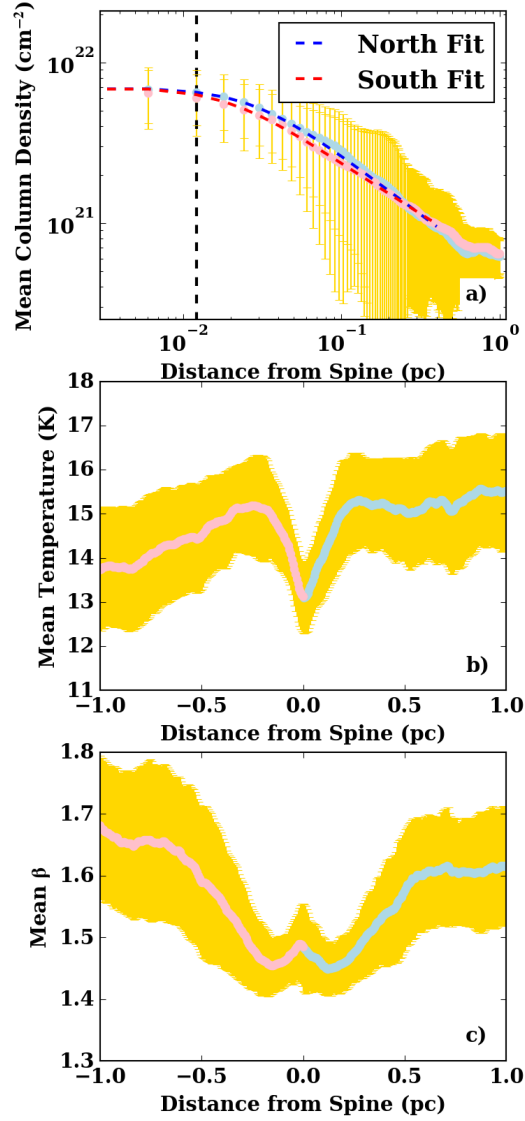 Mean Column Density (cm⁻²)
10²²
10²¹
North Fit
South Fit
a)
10⁻² 10⁻¹ 10⁰
Distance from Spine (pc)
Mean Temperature (K)
18
17
16
15
14
13
12
11
b)
−1.0 −0.5 0.0 0.5 1.0
Distance from Spine (pc)
Mean β
1.8
1.7
1.6
1.5
1.4
1.3
c)
−1.0 −0.5 0.0 0.5 1.0
Distance from Spine (pc)